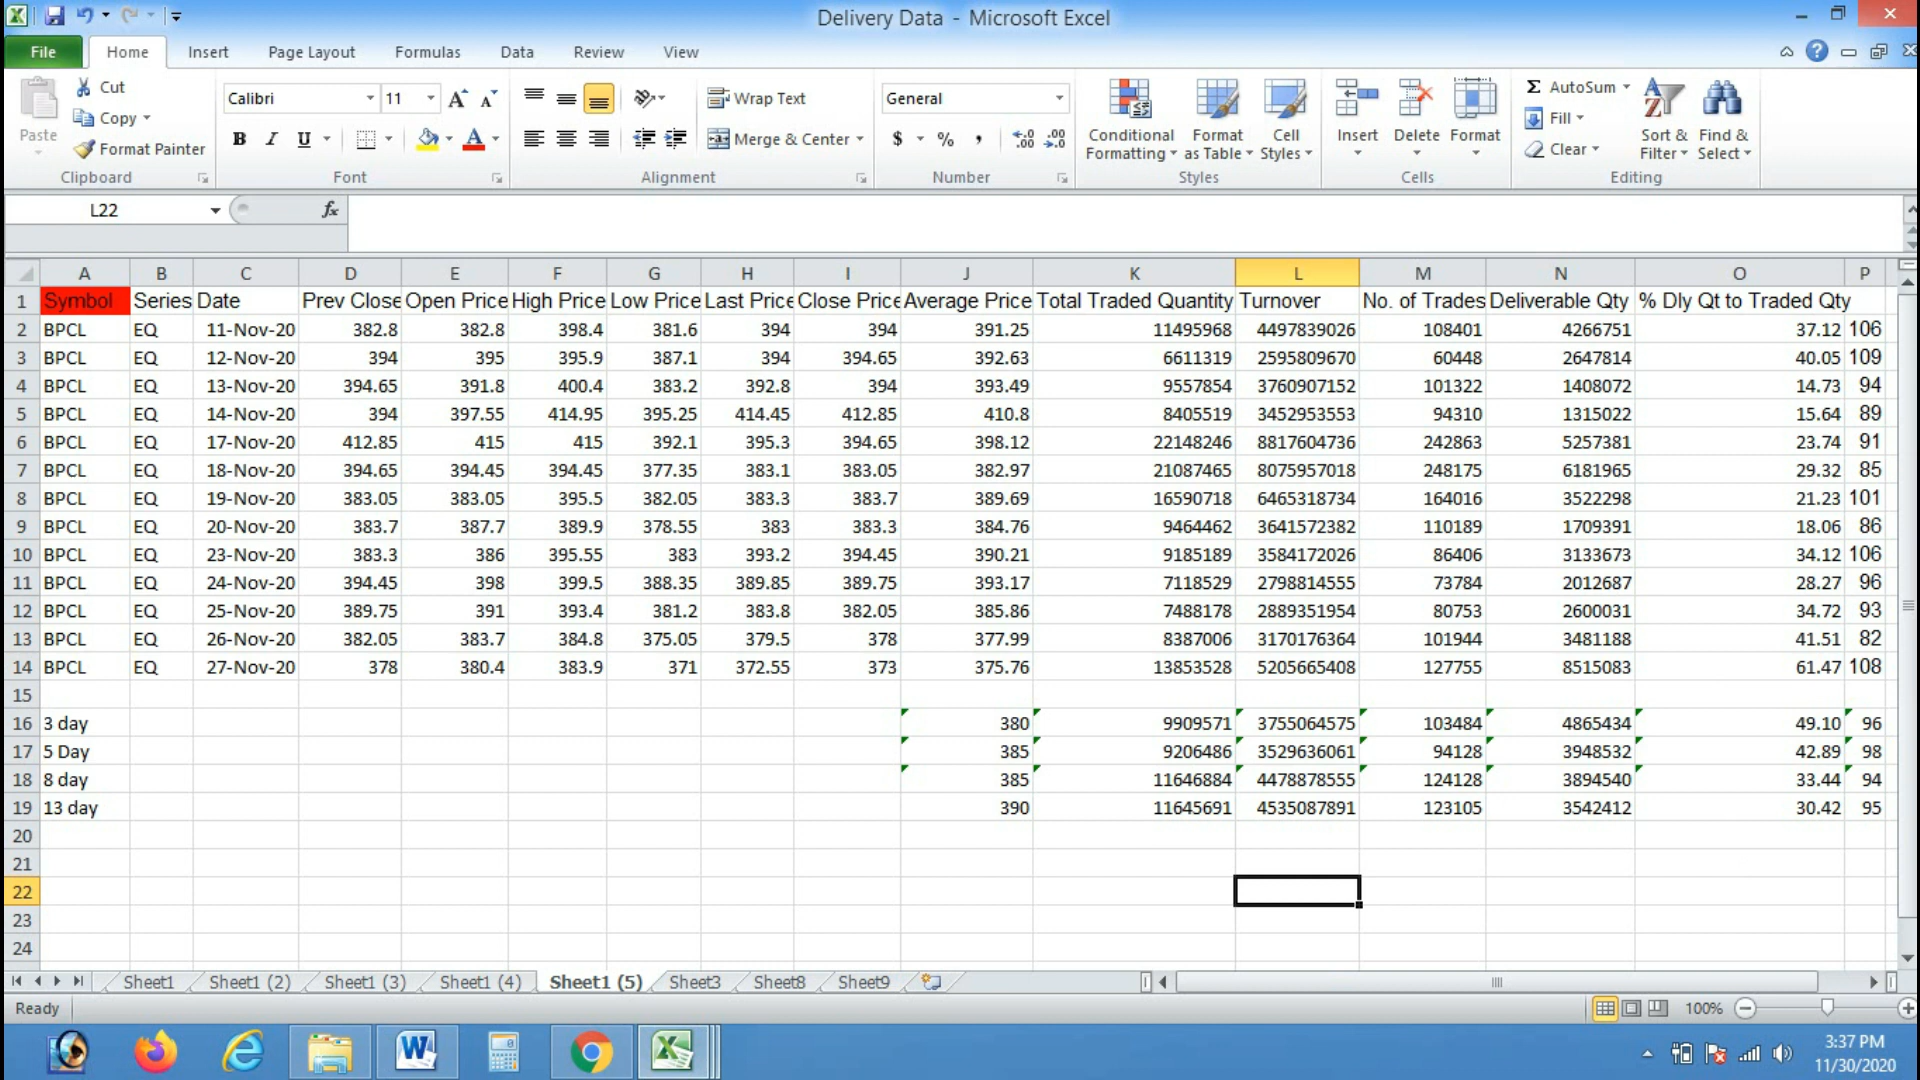 Delivery Data - Microsoft Excel
File Home Insert Page Layout Formulas Data Review View
Paste Cut Copy Format Painter Clipboard
Calibri 11 B I U Font
Wrap Text Merge & Center Alignment
General $ % , Number
Conditional Formatting Format as Table Cell Styles Styles
Insert Delete Format Cells
AutoSum Fill Clear Sort & Filter Find & Select Editing
L22 fx
A B C D E F G H I J K L M N O P
1 Symbol Series Date Prev Close Open Price High Price Low Price Last Price Close Price Average Price Total Traded Quantity Turnover No. of Trades Deliverable Qty % Dly Qt to Traded Qty
2 BPCL EQ 11-Nov-20 382.8 382.8 398.4 381.6 394 394 391.25 11495968 4497839026 108401 4266751 37.12 106
3 BPCL EQ 12-Nov-20 394 395 395.9 387.1 394 394.65 392.63 6611319 2595809670 60448 2647814 40.05 109
4 BPCL EQ 13-Nov-20 394.65 391.8 400.4 383.2 392.8 394 393.49 9557854 3760907152 101322 1408072 14.73 94
5 BPCL EQ 14-Nov-20 394 397.55 414.95 395.25 414.45 412.85 410.8 8405519 3452953553 94310 1315022 15.64 89
6 BPCL EQ 17-Nov-20 412.85 415 415 392.1 395.3 394.65 398.12 22148246 8817604736 242863 5257381 23.74 91
7 BPCL EQ 18-Nov-20 394.65 394.45 394.45 377.35 383.1 383.05 382.97 21087465 8075957018 248175 6181965 29.32 85
8 BPCL EQ 19-Nov-20 383.05 383.05 395.5 382.05 383.3 383.7 389.69 16590718 6465318734 164016 3522298 21.23 101
9 BPCL EQ 20-Nov-20 383.7 387.7 389.9 378.55 383 383.3 384.76 9464462 3641572382 110189 1709391 18.06 86
10 BPCL EQ 23-Nov-20 383.3 386 395.55 383 393.2 394.45 390.21 9185189 3584172026 86406 3133673 34.12 106
11 BPCL EQ 24-Nov-20 394.45 398 399.5 388.35 389.85 389.75 393.17 7118529 2798814555 73784 2012687 28.27 96
12 BPCL EQ 25-Nov-20 389.75 391 393.4 381.2 383.8 382.05 385.86 7488178 2889351954 80753 2600031 34.72 93
13 BPCL EQ 26-Nov-20 382.05 383.7 384.8 375.05 379.5 378 377.99 8387006 3170176364 101944 3481188 41.51 82
14 BPCL EQ 27-Nov-20 378 380.4 383.9 371 372.55 373 375.76 13853528 5205665408 127755 8515083 61.47 108
15
16 3 day 380 9909571 3755064575 103484 4865434 49.10 96
17 5 Day 385 9206486 3529636061 94128 3948532 42.89 98
18 8 day 385 11646884 4478878555 124128 3894540 33.44 94
19 13 day 390 11645691 4535087891 123105 3542412 30.42 95
20
21
22
23
24
Sheet1 Sheet1 (2) Sheet1 (3) Sheet1 (4) Sheet1 (5) Sheet3 Sheet8 Sheet9
Ready 100%
3:37 PM
11/30/2020